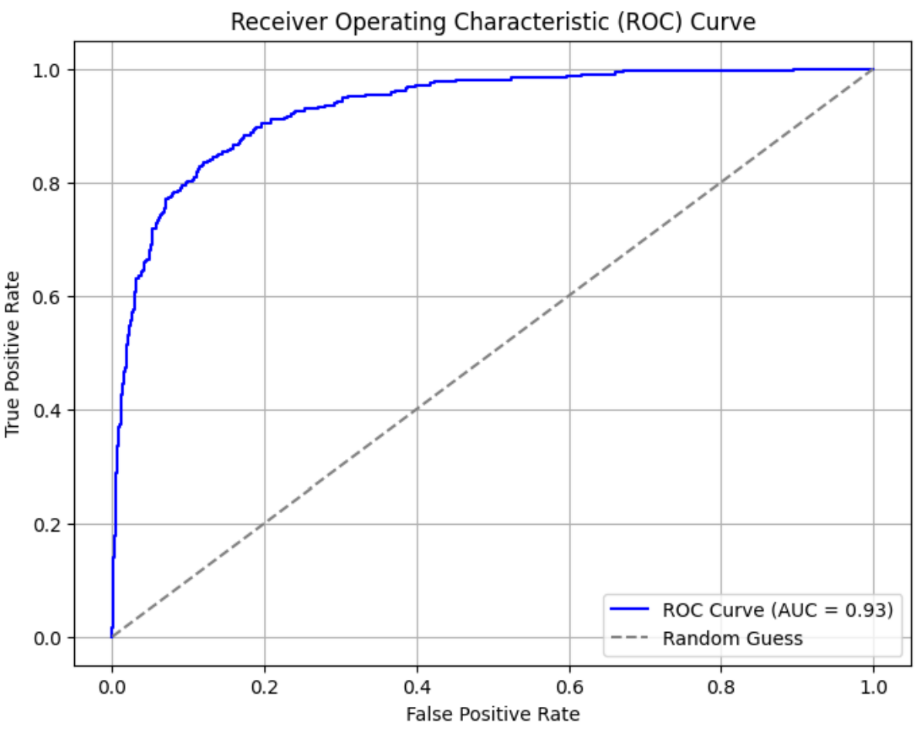 Receiver Operating Characteristic (ROC) Curve
True Positive Rate
1.0
0.8
0.6
0.4
0.2
0.0
ROC Curve (AUC = 0.93)
Random Guess
0.0 0.2 0.4 0.6 0.8 1.0
False Positive Rate